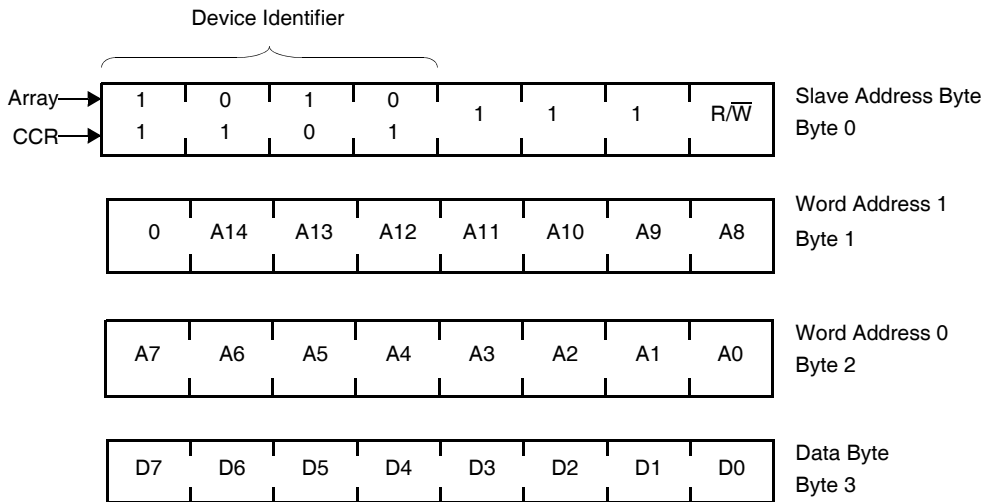 Device Identifier
Array 1 0 1 0 1 1 1 R/W̅ Slave Address Byte
CCR 1 1 0 1 Byte 0
Word Address 1
0 A14 A13 A12 A11 A10 A9 A8 Byte 1
Word Address 0
A7 A6 A5 A4 A3 A2 A1 A0 Byte 2
Data Byte
D7 D6 D5 D4 D3 D2 D1 D0 Byte 3